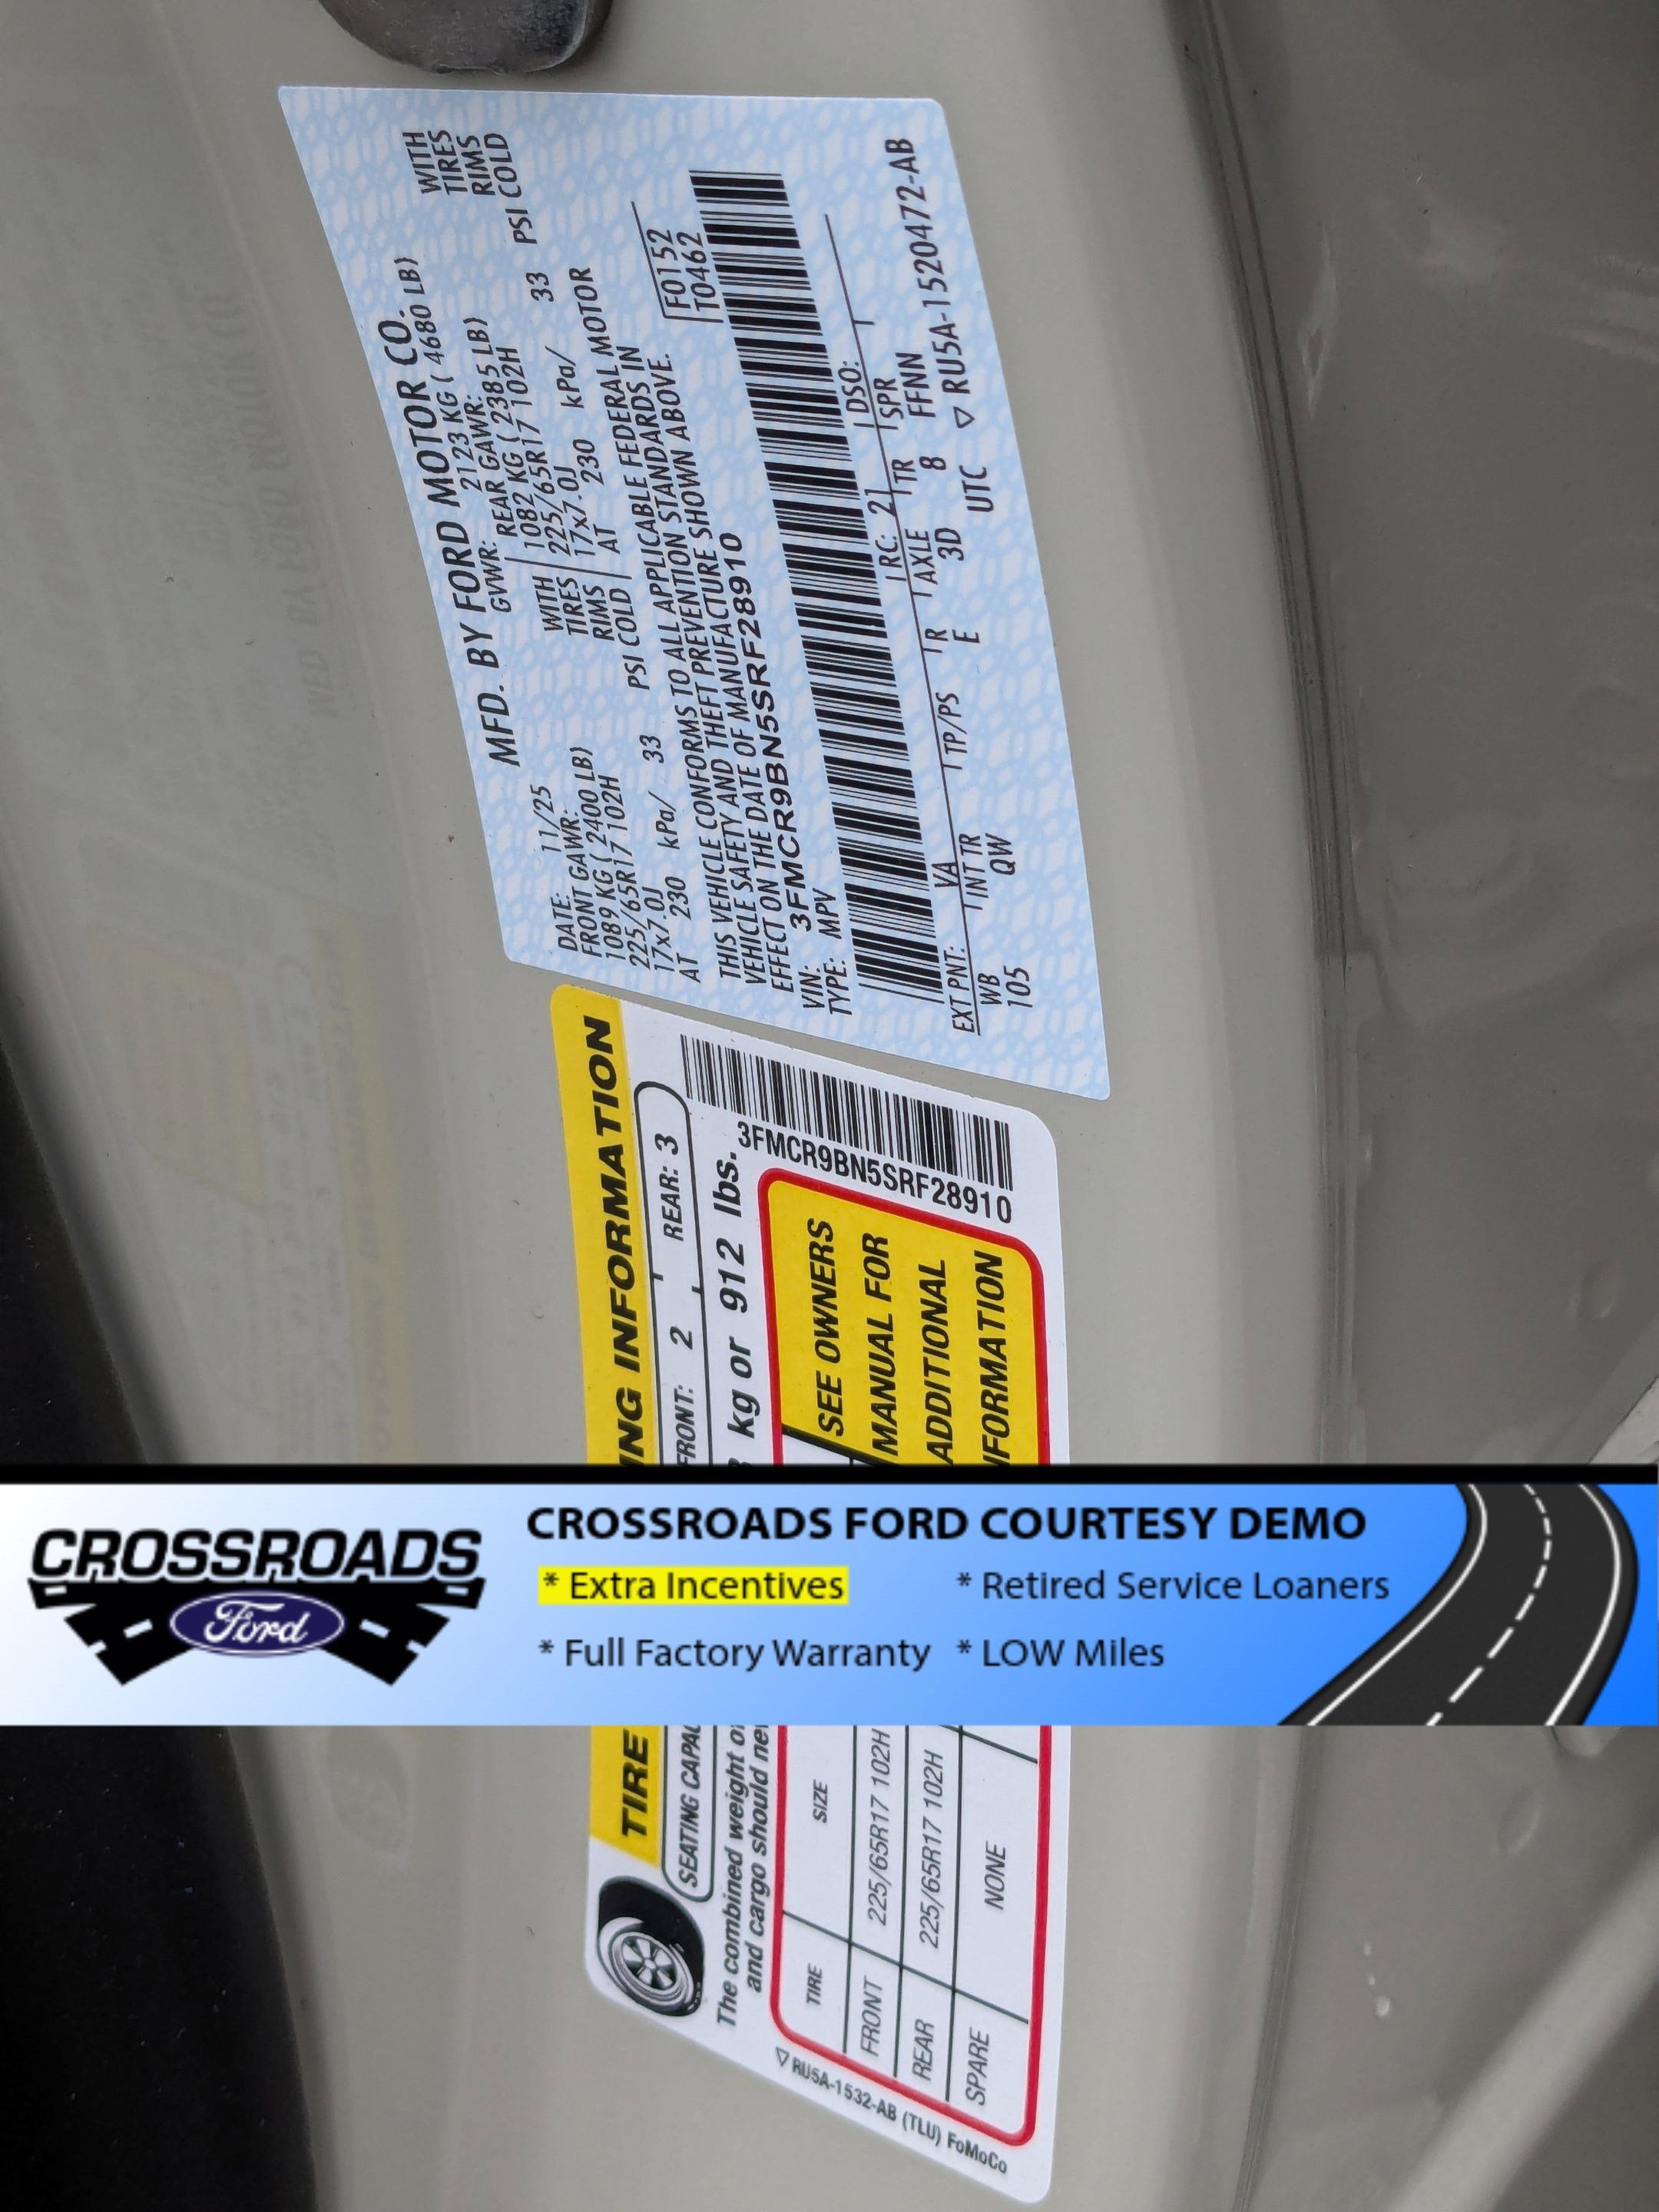 MFD. BY FORD MOTOR CO.
DATE: 11/25 GVWR: 2123 KG ( 4680 LB)
FRONT GAWR: REAR GAWR:
1089 KG ( 2400 LB) WITH 1082 KG ( 2385 LB) WITH
225/65R17 102H TIRES 225/65R17 102H TIRES
17x7.0J RIMS 17x7.0J RIMS
AT 230 kPa/ 33 PSI COLD AT 230 kPa/ 33 PSI COLD
THIS VEHICLE CONFORMS TO ALL APPLICABLE FEDERAL MOTOR
VEHICLE SAFETY AND THEFT PREVENTION STANDARDS IN
EFFECT ON THE DATE OF MANUFACTURE SHOWN ABOVE.
VIN: 3FMCR9BN5SRF28910 F0152
TYPE: MPV T0462
EXT PNT: VA RC: 21 DSO:
WB INT TR TP/PS R AXLE TR SPR
105 QW E 3D 8 FFNN
UTC ▽ RU5A-1520472-AB
TIRE
ING INFORMATION
SEATING CAPAC
FRONT: 2 REAR: 3
The combined weight of
kg or 912 lbs.
and cargo should nev
3FMCR9BN5SRF28910
TIRE SIZE
FRONT 225/65R17 102H
REAR 225/65R17 102H
SPARE NONE
SEE OWNERS
MANUAL FOR
ADDITIONAL
INFORMATION
▽ RU5A-1532-AB (TLU) FoMoCo
CROSSROADS
Ford
CROSSROADS FORD COURTESY DEMO
* Extra Incentives * Retired Service Loaners
* Full Factory Warranty * LOW Miles